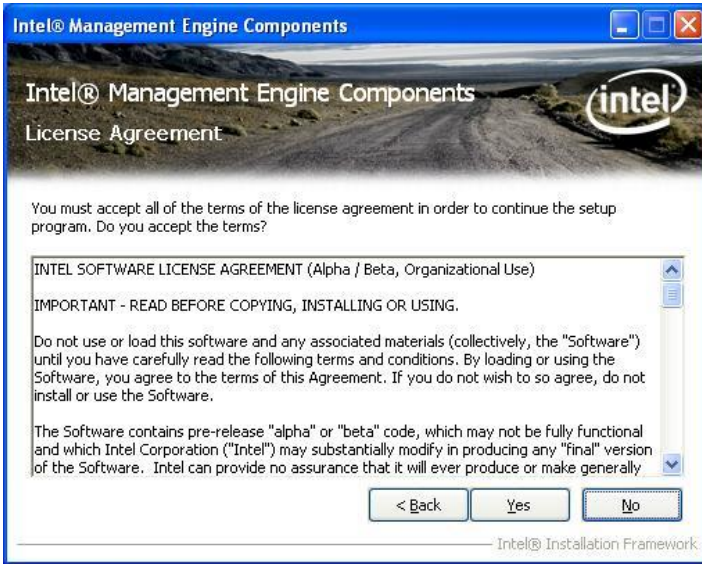 Intel® Management Engine Components
Intel® Management Engine Components
intel
License Agreement
You must accept all of the terms of the license agreement in order to continue the setup
program. Do you accept the terms?
INTEL SOFTWARE LICENSE AGREEMENT (Alpha / Beta, Organizational Use)
IMPORTANT - READ BEFORE COPYING, INSTALLING OR USING.
Do not use or load this software and any associated materials (collectively, the "Software")
until you have carefully read the following terms and conditions. By loading or using the
Software, you agree to the terms of this Agreement. If you do not wish to so agree, do not
install or use the Software.
The Software contains pre-release "alpha" or "beta" code, which may not be fully functional
and which Intel Corporation ("Intel") may substantially modify in producing any "final" version
of the Software.  Intel can provide no assurance that it will ever produce or make generally
< Back
Yes
No
Intel® Installation Framework